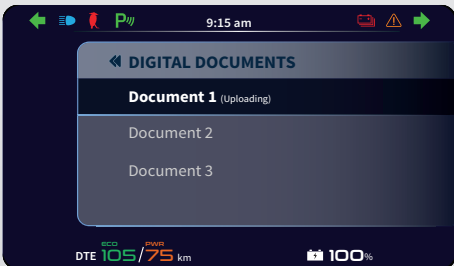 P
9:15 am
DIGITAL DOCUMENTS
Document 1 (Uploading)
Document 2
Document 3
ECO PWR
DTE 105/75 km 100%